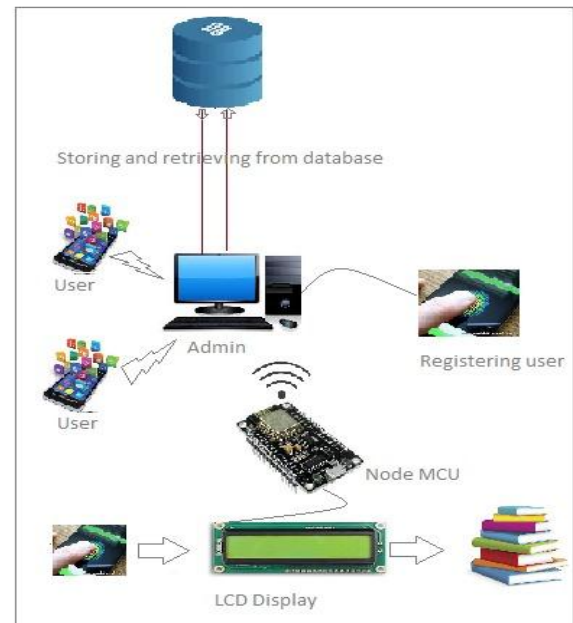 Storing and retrieving from database
User
Admin
Registering user
User
Node MCU
LCD Display